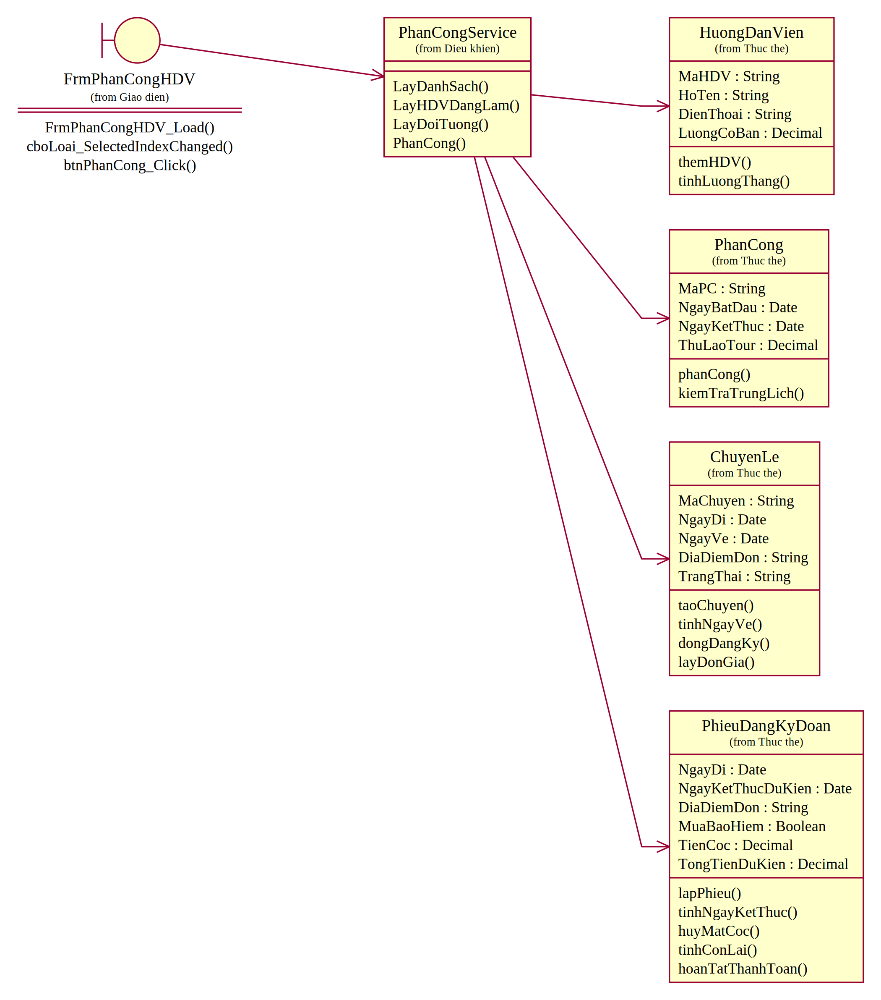 FrmPhanCongHDV
(from Giao dien)
FrmPhanCongHDV_Load()
cboLoai_SelectedIndexChanged()
btnPhanCong_Click()
PhanCongService
(from Dieu khien)
LayDanhSach()
LayHDVDangLam()
LayDoiTuong()
PhanCong()
HuongDanVien
(from Thuc the)
MaHDV : String
HoTen : String
DienThoai : String
LuongCoBan : Decimal
themHDV()
tinhLuongThang()
PhanCong
(from Thuc the)
MaPC : String
NgayBatDau : Date
NgayKetThuc : Date
ThuLaoTour : Decimal
phanCong()
kiemTraTrungLich()
ChuyenLe
(from Thuc the)
MaChuyen : String
NgayDi : Date
NgayVe : Date
DiaDiemDon : String
TrangThai : String
taoChuyen()
tinhNgayVe()
dongDangKy()
layDonGia()
PhieuDangKyDoan
(from Thuc the)
NgayDi : Date
NgayKetThucDuKien : Date
DiaDiemDon : String
MuaBaoHiem : Boolean
TienCoc : Decimal
TongTienDuKien : Decimal
lapPhieu()
tinhNgayKetThuc()
huyMatCoc()
tinhConLai()
hoanTatThanhToan()